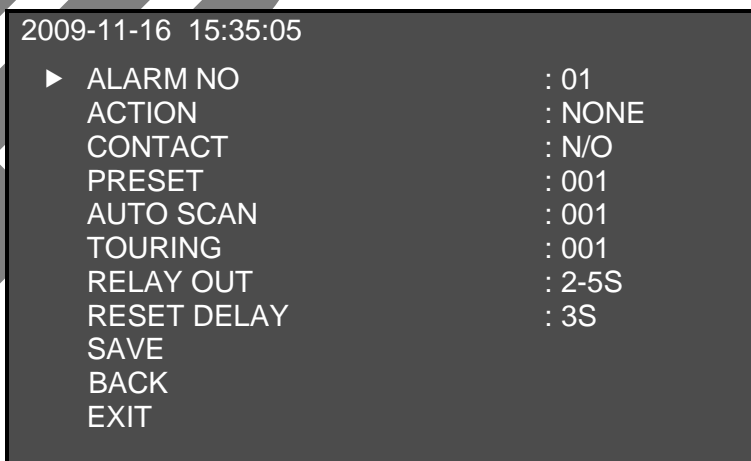 2009-11-16 15:35:05
▶ ALARM NO : 01
ACTION : NONE
CONTACT : N/O
PRESET : 001
AUTO SCAN : 001
TOURING : 001
RELAY OUT : 2-5S
RESET DELAY : 3S
SAVE
BACK
EXIT